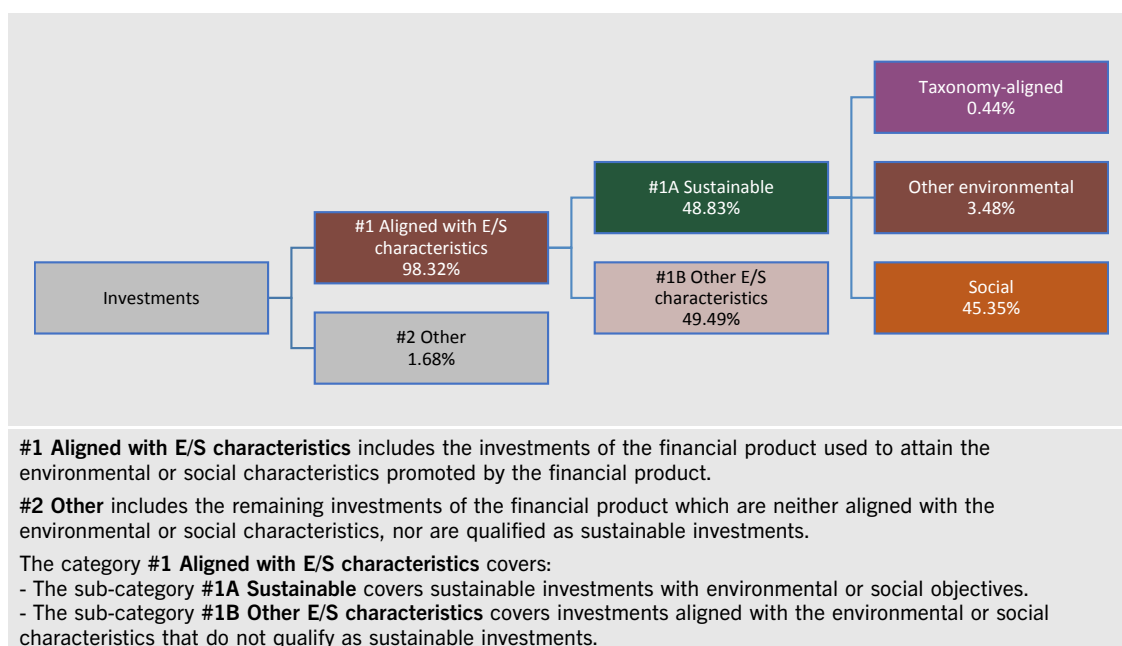 Taxonomy-aligned
0.44%
#1A Sustainable
48.83%
Other environmental
3.48%
#1 Aligned with E/S
characteristics
98.32%
Investments
#1B Other E/S
characteristics
49.49%
Social
45.35%
#2 Other
1.68%
#1 Aligned with E/S characteristics includes the investments of the financial product used to attain the
environmental or social characteristics promoted by the financial product.
#2 Other includes the remaining investments of the financial product which are neither aligned with the
environmental or social characteristics, nor are qualified as sustainable investments.
The category #1 Aligned with E/S characteristics covers:
- The sub-category #1A Sustainable covers sustainable investments with environmental or social objectives.
- The sub-category #1B Other E/S characteristics covers investments aligned with the environmental or social
characteristics that do not qualify as sustainable investments.